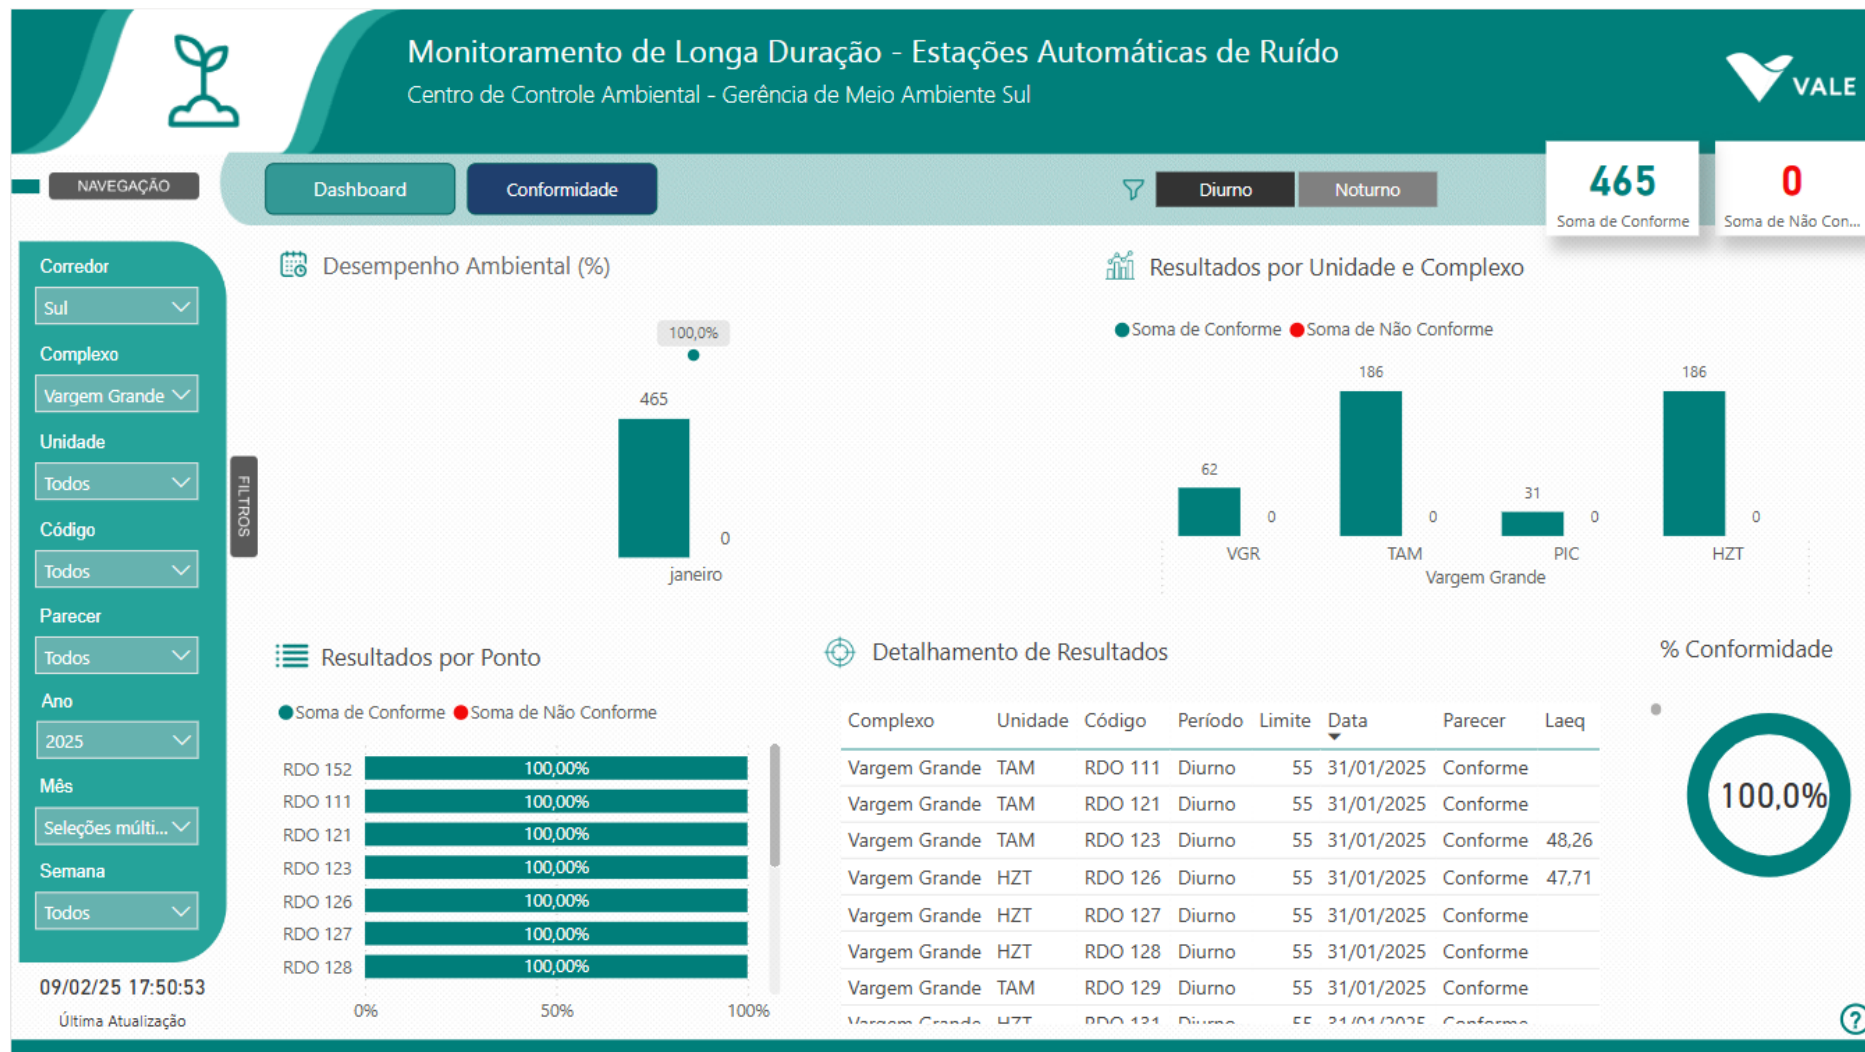 Monitoramento de Longa Duração - Estações Automáticas de Ruído
Centro de Controle Ambiental - Gerência de Meio Ambiente Sul
VALE
NAVEGAÇÃO
Dashboard
Conformidade
Diurno
Noturno
465
Soma de Conforme
0
Soma de Não Con...
Corredor
Sul
Complexo
Vargem Grande
Unidade
Todos
Código
Todos
Parecer
Todos
Ano
2025
Mês
Seleções múlti...
Semana
Todos
09/02/25 17:50:53
Última Atualização
FILTROS
Desempenho Ambiental (%)
100,0%
465
0
janeiro
Resultados por Unidade e Complexo
Soma de Conforme Soma de Não Conforme
62 0 186 0 31 0 186 0
VGR TAM PIC HZT
Vargem Grande
Resultados por Ponto
Soma de Conforme Soma de Não Conforme
RDO 152 100,00%
RDO 111 100,00%
RDO 121 100,00%
RDO 123 100,00%
RDO 126 100,00%
RDO 127 100,00%
RDO 128 100,00%
0% 50% 100%
Detalhamento de Resultados
Complexo Unidade Código Período Limite Data Parecer Laeq
Vargem Grande TAM RDO 111 Diurno 55 31/01/2025 Conforme
Vargem Grande TAM RDO 121 Diurno 55 31/01/2025 Conforme
Vargem Grande TAM RDO 123 Diurno 55 31/01/2025 Conforme 48,26
Vargem Grande HZT RDO 126 Diurno 55 31/01/2025 Conforme 47,71
Vargem Grande HZT RDO 127 Diurno 55 31/01/2025 Conforme
Vargem Grande HZT RDO 128 Diurno 55 31/01/2025 Conforme
Vargem Grande TAM RDO 129 Diurno 55 31/01/2025 Conforme
Vargem Grande HZT RDO 131 Diurno 55 31/01/2025 Conforme
% Conformidade
100,0%
?